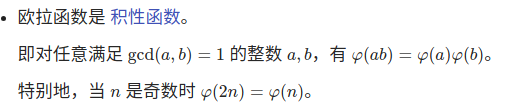 • 欧拉函数是 积性函数。
即对任意满足 gcd(a, b) = 1 的整数 a, b，有 φ(ab) = φ(a)φ(b)。
特别地，当 n 是奇数时 φ(2n) = φ(n)。